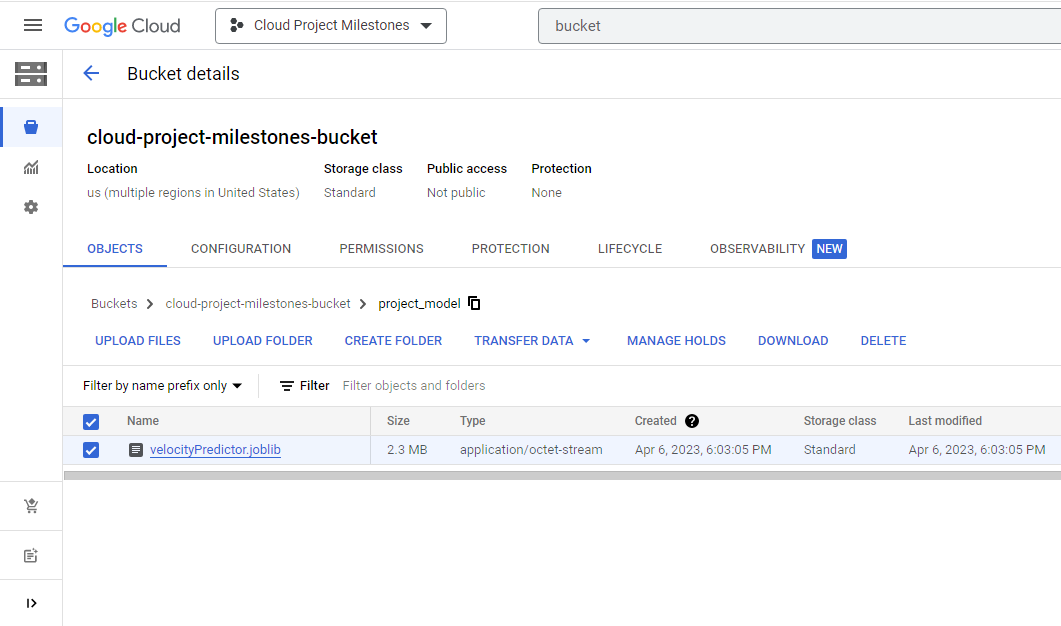 Google Cloud
Cloud Project Milestones
bucket
Bucket details
cloud-project-milestones-bucket
Location Storage class Public access Protection
us (multiple regions in United States) Standard Not public None
OBJECTS CONFIGURATION PERMISSIONS PROTECTION LIFECYCLE OBSERVABILITY NEW
Buckets > cloud-project-milestones-bucket > project_model
UPLOAD FILES UPLOAD FOLDER CREATE FOLDER TRANSFER DATA MANAGE HOLDS DOWNLOAD DELETE
Filter by name prefix only Filter Filter objects and folders
Name Size Type Created ? Storage class Last modified
velocityPredictor.joblib 2.3 MB application/octet-stream Apr 6, 2023, 6:03:05 PM Standard Apr 6, 2023, 6:03:05 PM